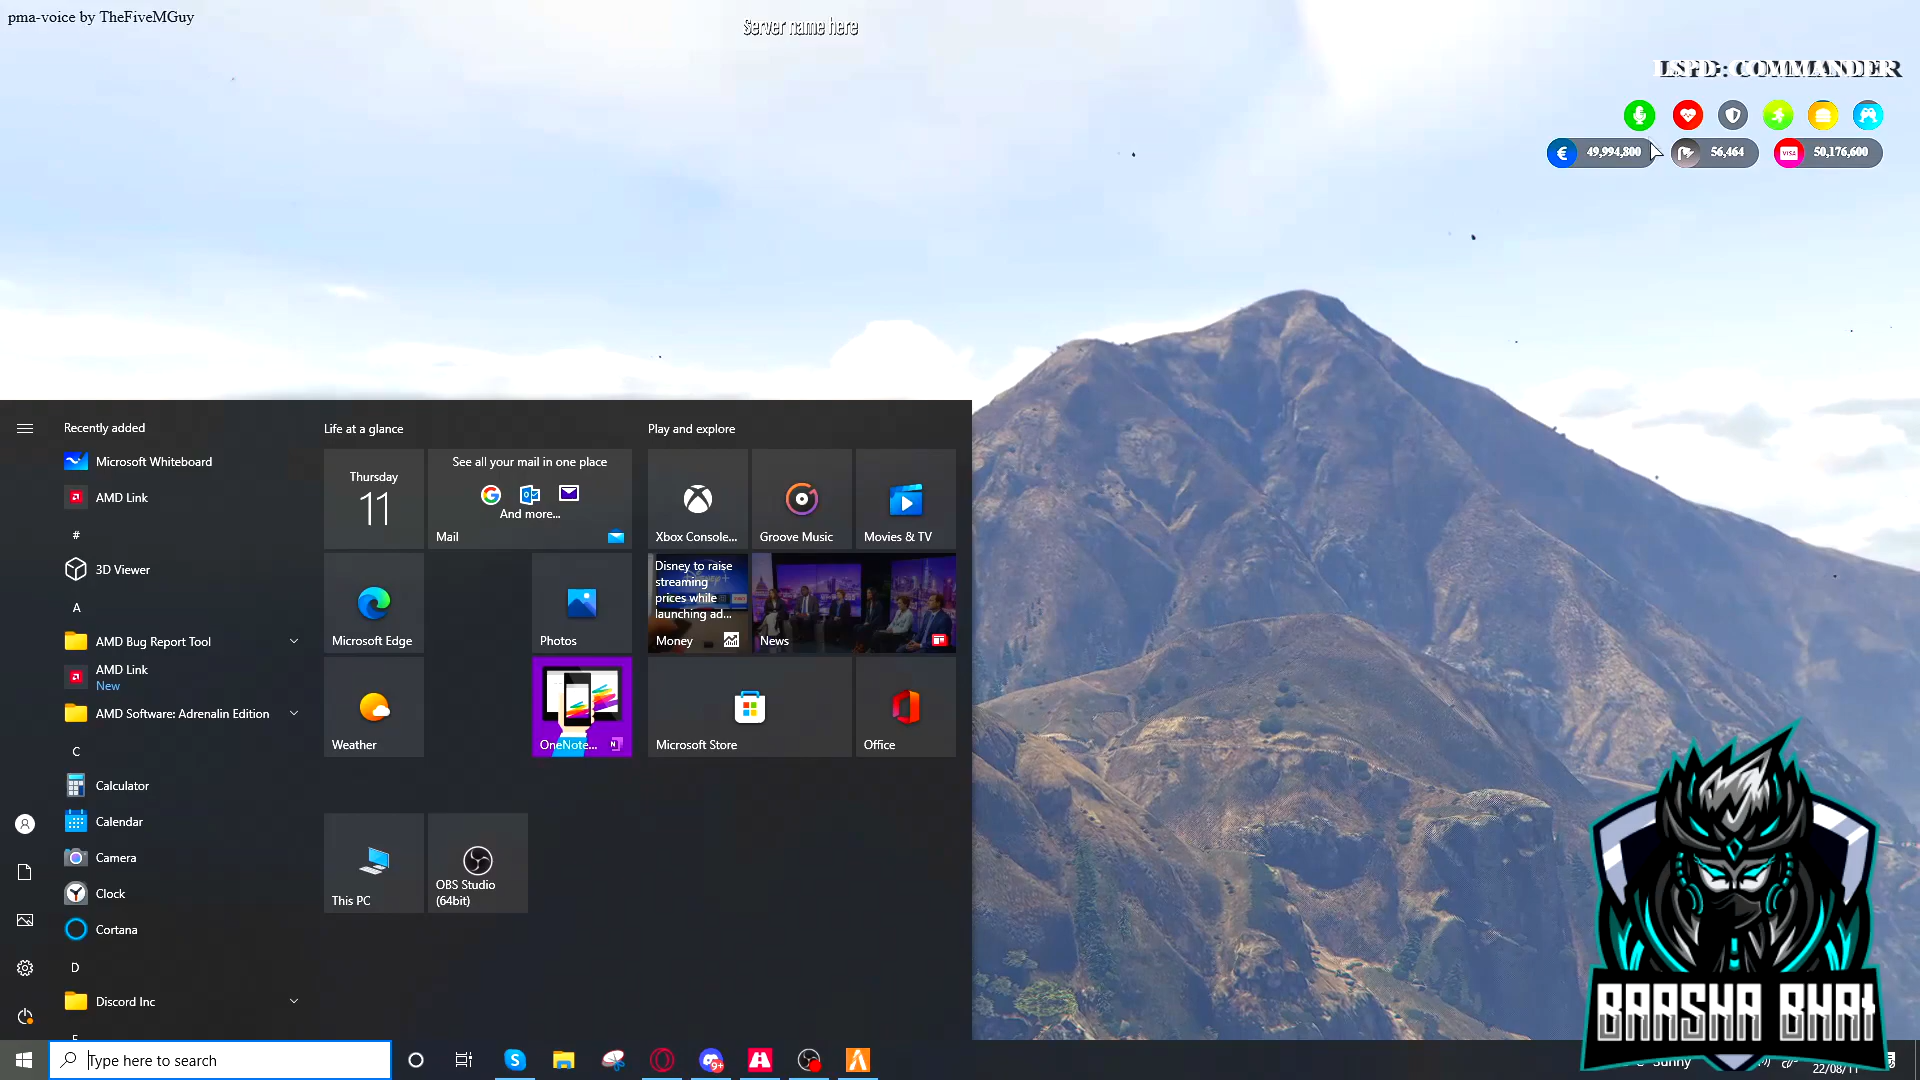 pma-voice by TheFiveMGuy
Server name here
LSPD: COMMANDER
49,994,800
56,464
VISA
50,176,600
Recently added
Microsoft Whiteboard
AMD Link
#
3D Viewer
A
AMD Bug Report Tool
AMD Link
New
AMD Software: Adrenalin Edition
C
Calculator
Calendar
Camera
Clock
Cortana
D
Discord Inc
Life at a glance
Thursday
11
See all your mail in one place
And more...
Mail
Microsoft Edge
Photos
Weather
OneNote...
This PC
OBS Studio
(64bit)
Play and explore
Xbox Console...
Groove Music
Movies & TV
Disney to raise
streaming
prices while
launching ad...
Money
News
Microsoft Store
Office
BAASHA BHAI
Type here to search
9+
Sunny